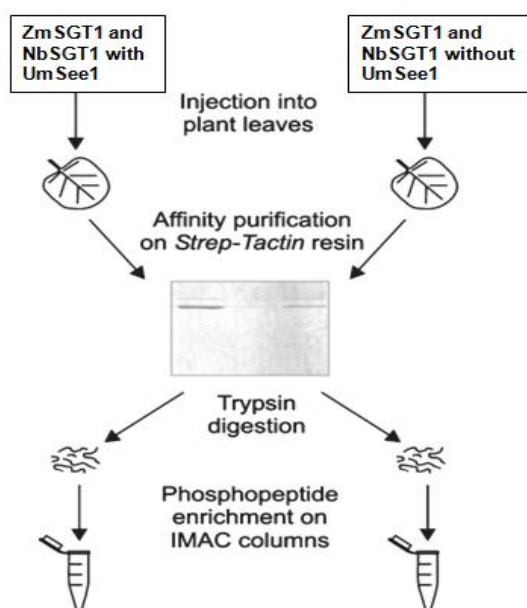 ZmSGT1 and
NbSGT1 with
UmSee1
ZmSGT1 and
NbSGT1 without
UmSee1
Injection into
plant leaves
Affinity purification
on Strep-Tactin resin
Trypsin
digestion
Phosphopeptide
enrichment on
IMAC columns